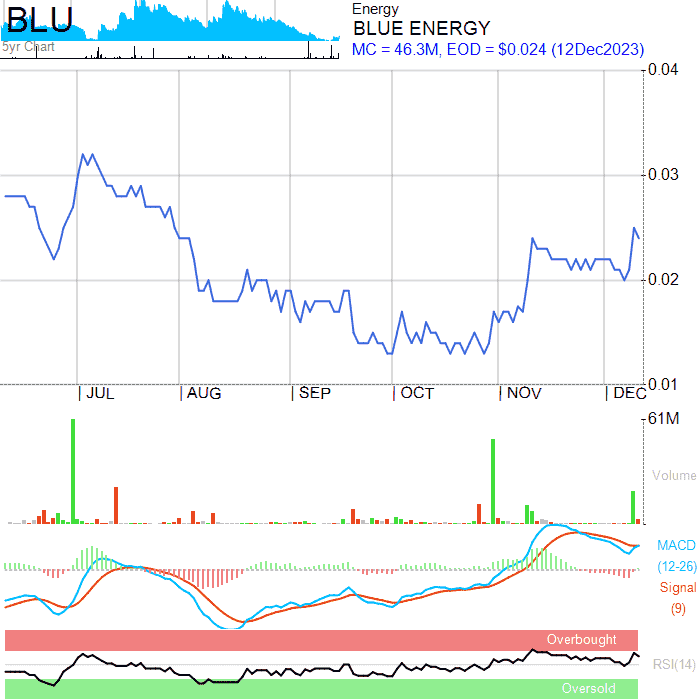 BLU
5yr Chart
Energy
BLUE ENERGY
MC = 46.3M, EOD = $0.024 (12Dec2023)
0.04
0.03
0.02
0.01
JUL AUG SEP OCT NOV DEC
61M
Volume
MACD
(12-26)
Signal
(9)
Overbought
RSI(14)
Oversold